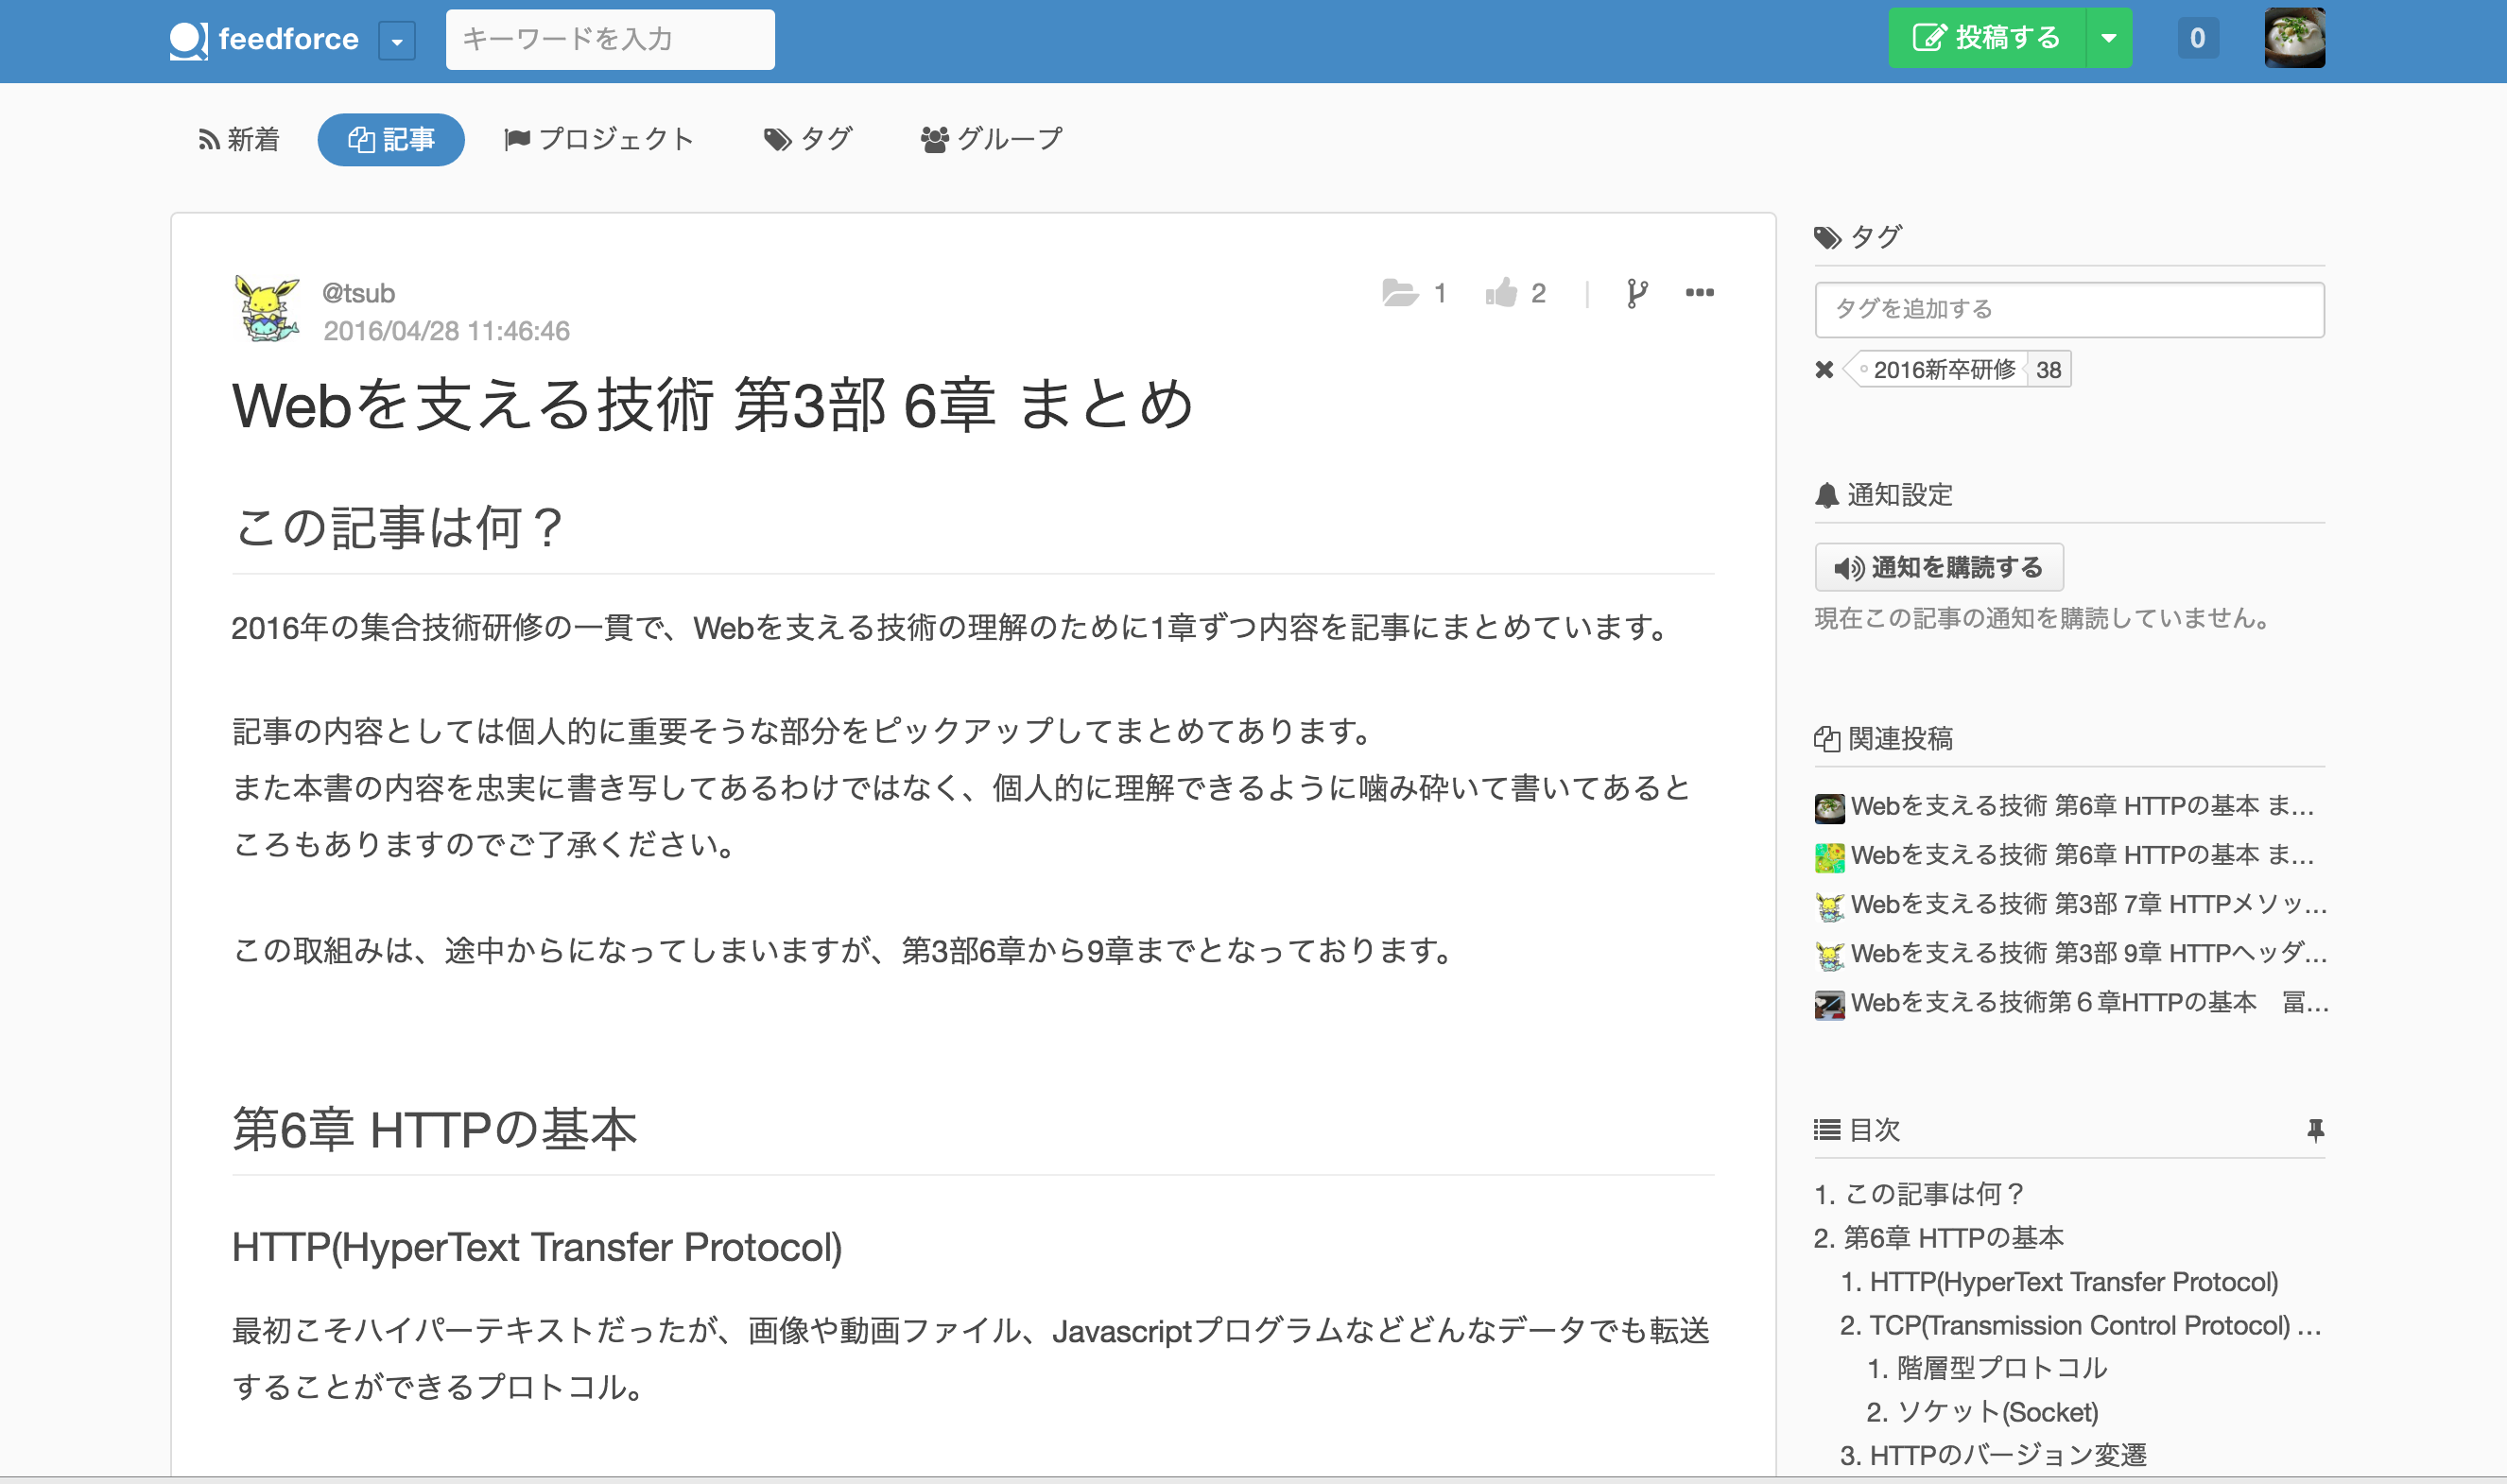 feedforce
キーワードを入力
投稿する
0
新着
記事
プロジェクト
タグ
グループ
@tsub
2016/04/28 11:46:46
1
2
Webを支える技術 第3部 6章 まとめ
この記事は何？
2016年の集合技術研修の一貫で、Webを支える技術の理解のために1章ずつ内容を記事にまとめています。
記事の内容としては個人的に重要そうな部分をピックアップしてまとめてあります。
また本書の内容を忠実に書き写してあるわけではなく、個人的に理解できるように噛み砕いて書いてあると
ころもありますのでご了承ください。
この取組みは、途中からになってしまいますが、第3部6章から9章までとなっております。
第6章 HTTPの基本
HTTP(HyperText Transfer Protocol)
最初こそハイパーテキストだったが、画像や動画ファイル、Javascriptプログラムなどどんなデータでも転送
することができるプロトコル。
タグ
タグを追加する
2016新卒研修 38
通知設定
通知を購読する
現在この記事の通知を購読していません。
関連投稿
Webを支える技術 第6章 HTTPの基本 ま...
Webを支える技術 第6章 HTTPの基本 ま...
Webを支える技術 第3部 7章 HTTPメソッ...
Webを支える技術 第3部 9章 HTTPヘッダ...
Webを支える技術第６章HTTPの基本　冨...
目次
1. この記事は何？
2. 第6章 HTTPの基本
1. HTTP(HyperText Transfer Protocol)
2. TCP(Transmission Control Protocol) ...
1. 階層型プロトコル
2. ソケット(Socket)
3. HTTPのバージョン変遷